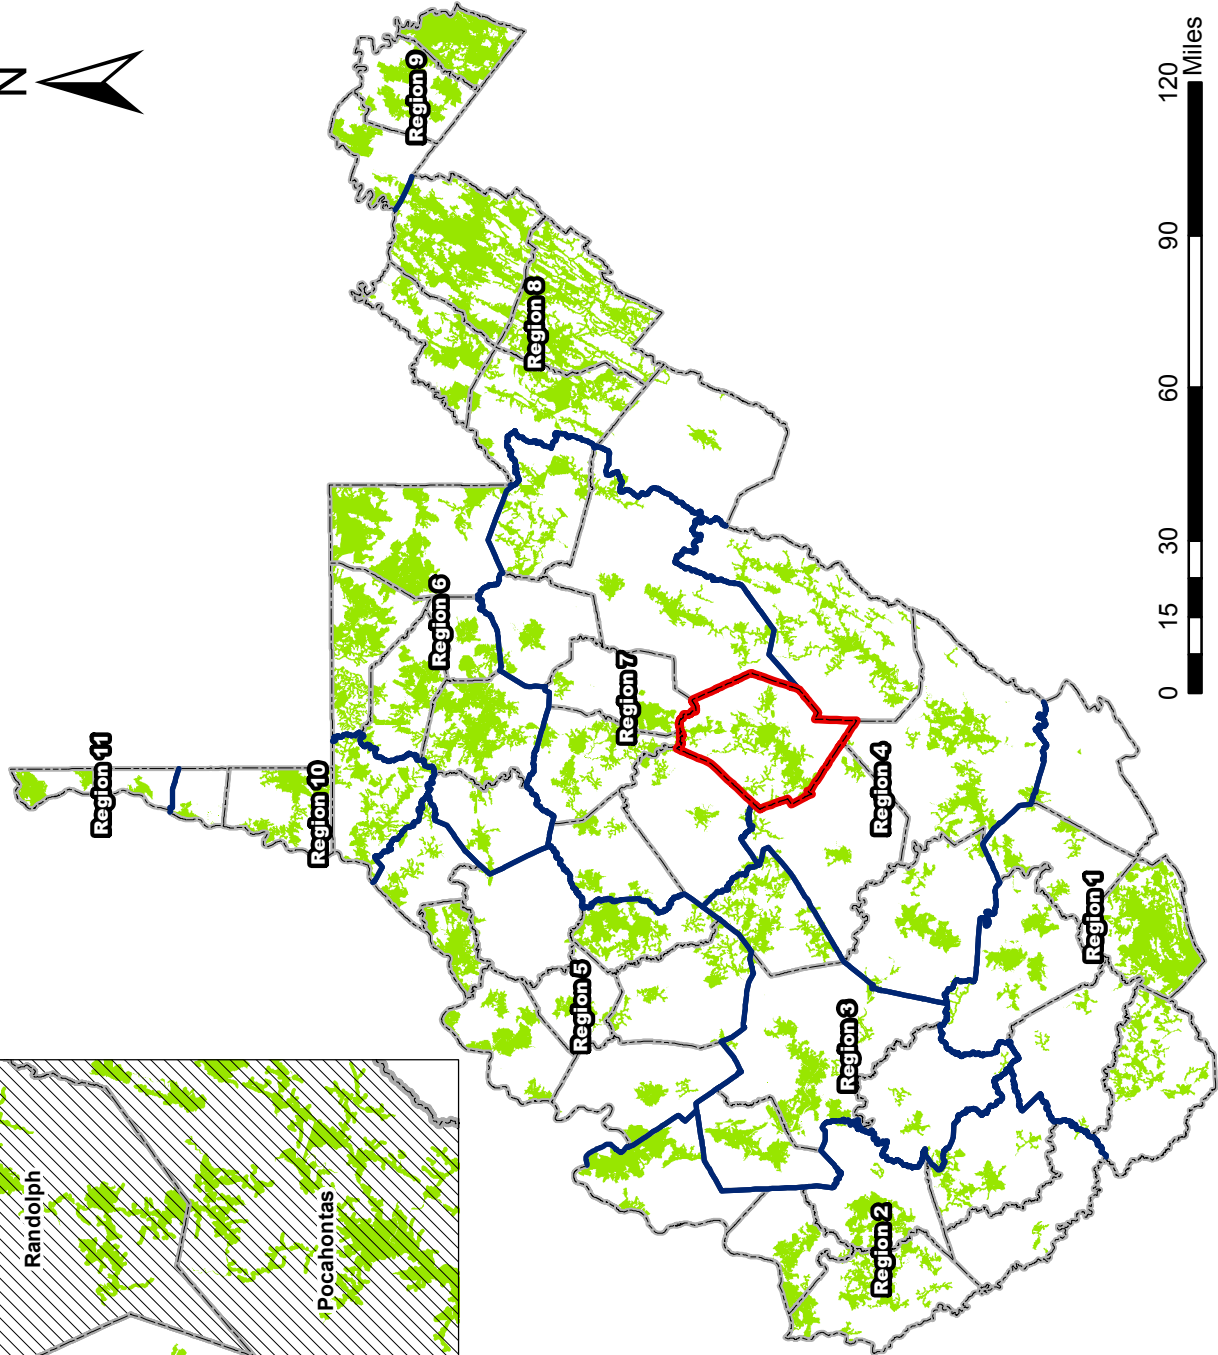 N
Region 9
Region 8
Region 6
Region 11
Region 10
Region 7
Region 4
Region 5
Region 3
Region 1
Region 2
Randolph
Pocahontas
0 15 30 60 90 120
Miles